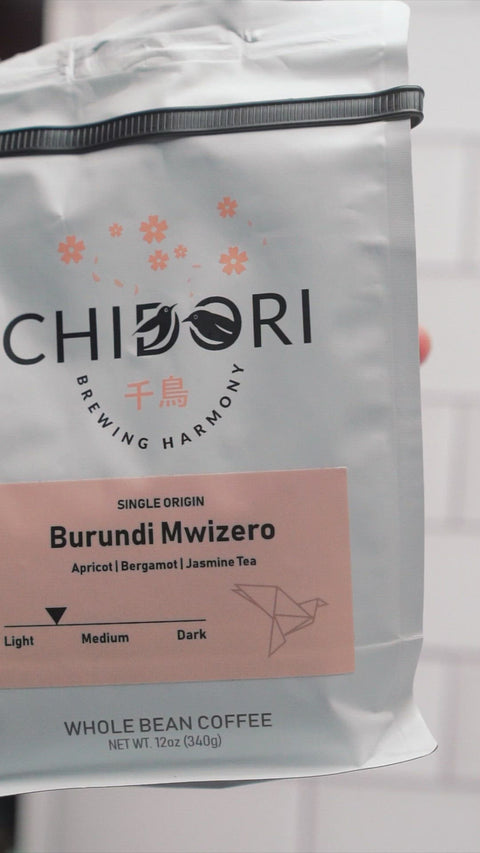 CHIDORI
千鳥
BREWING HARMONY
SINGLE ORIGIN
Burundi Mwizero
Apricot | Bergamot | Jasmine Tea
Light Medium Dark
WHOLE BEAN COFFEE
NET WT. 12oz (340g)